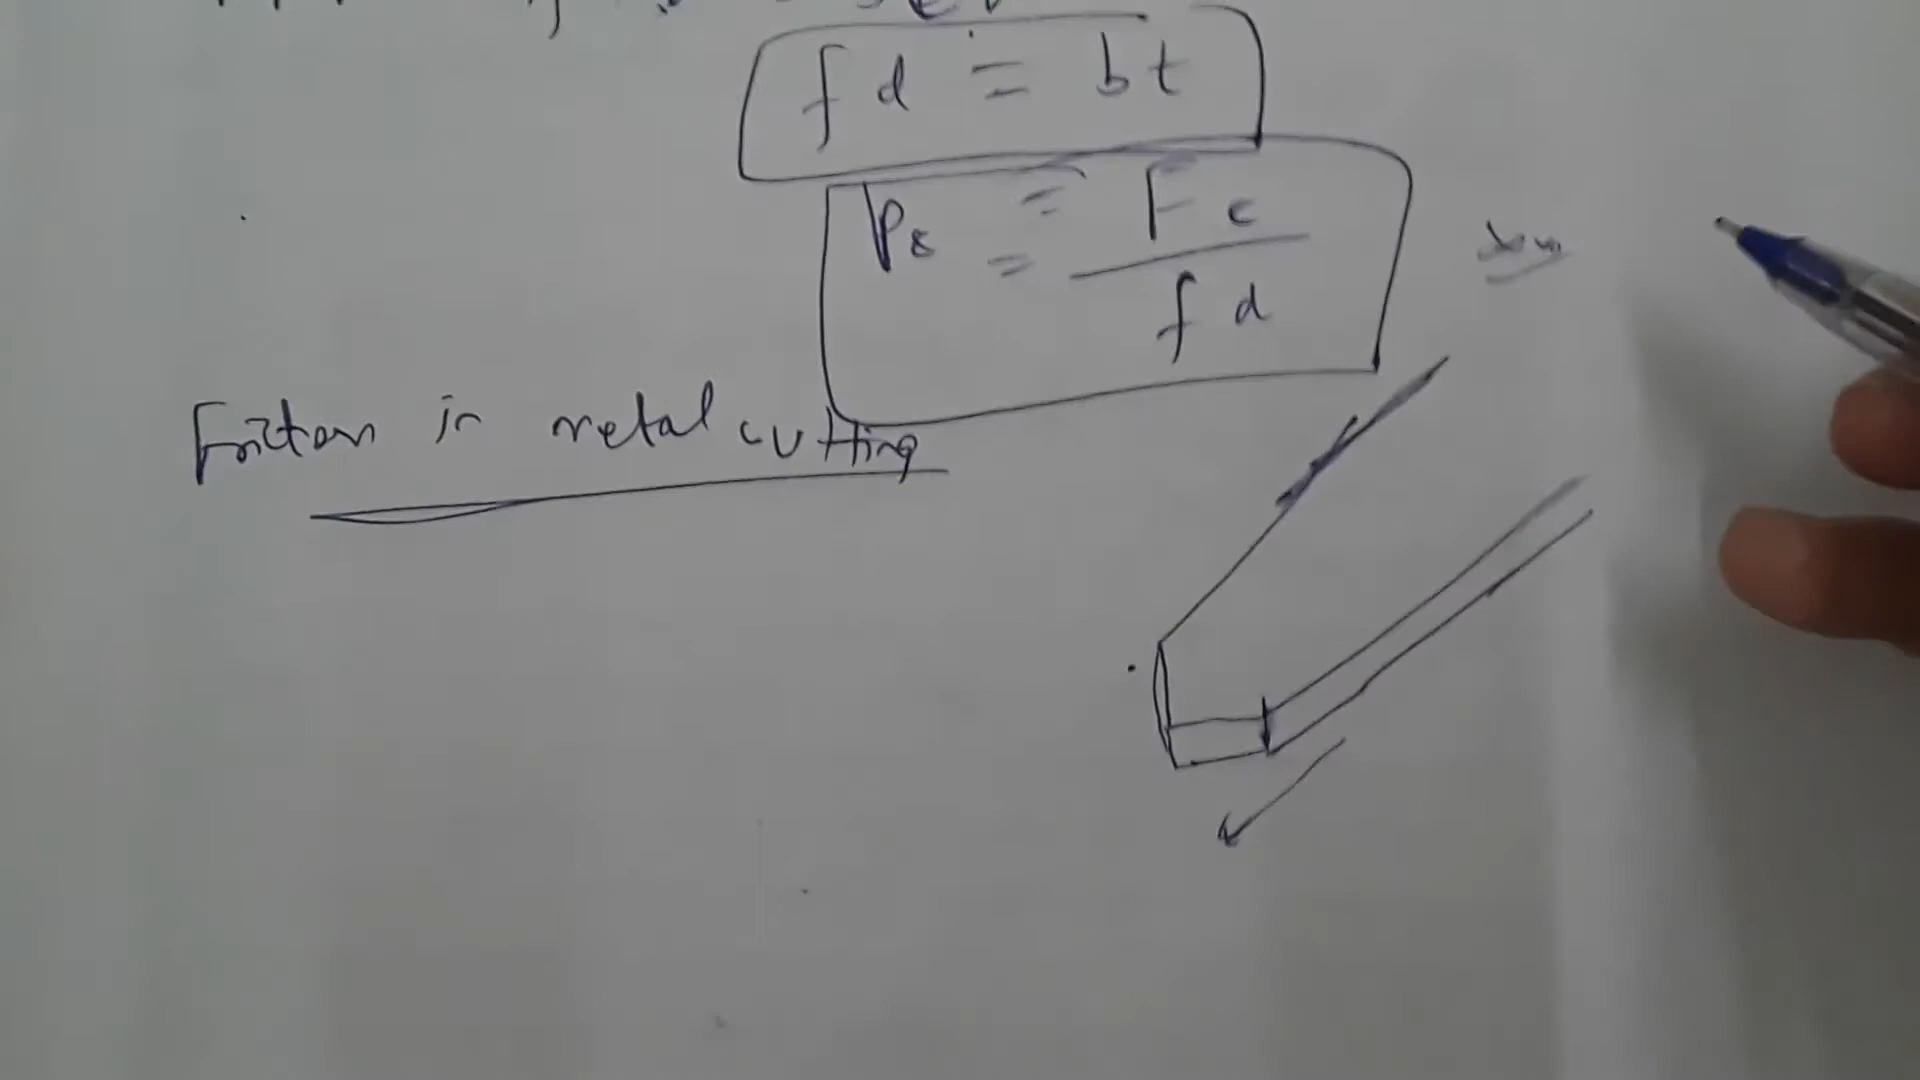 fd = bt
Ps = Fc
fd
Friction in metal cutting